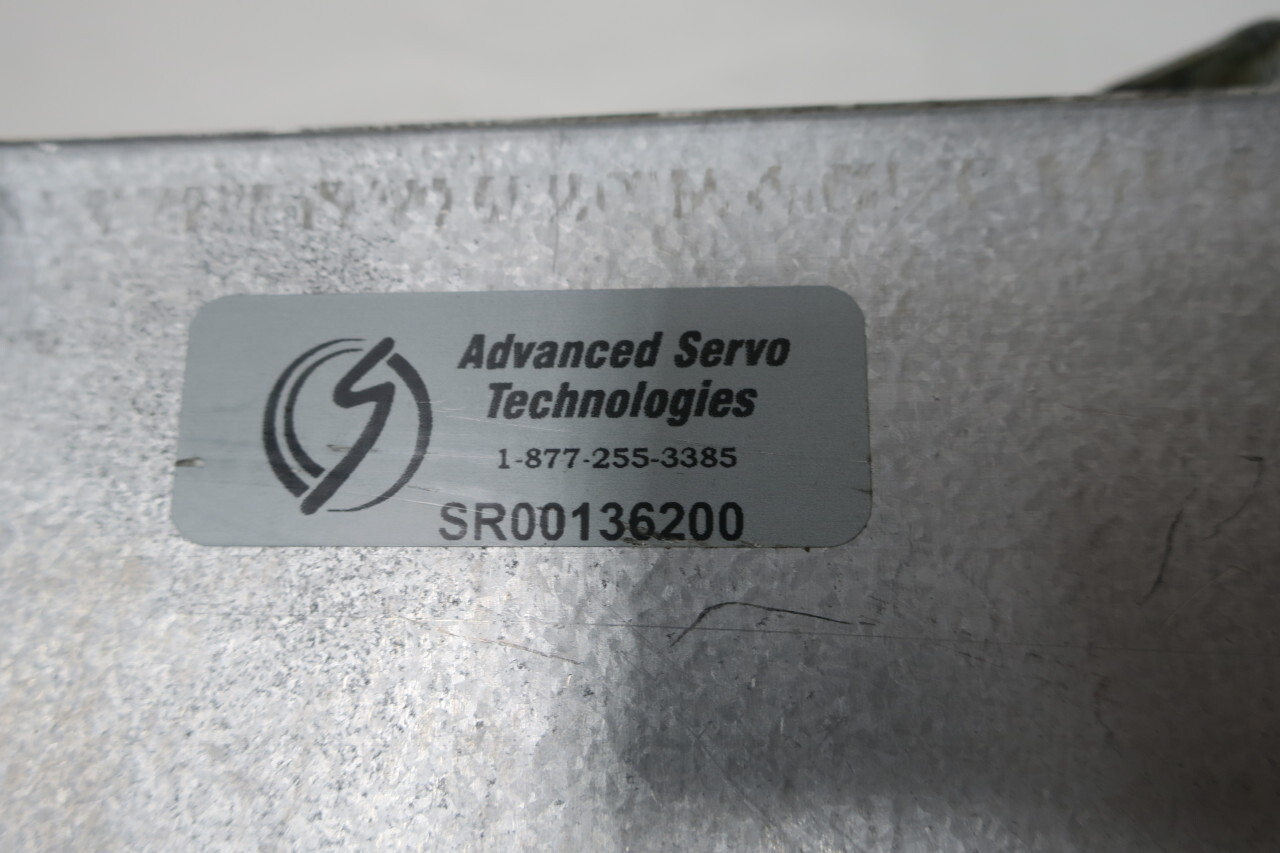 Advanced Servo
Technologies
1-877-255-3385
SR00136200